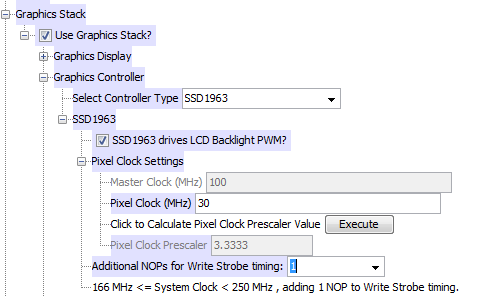 Graphics Stack
Use Graphics Stack?
Graphics Display
Graphics Controller
Select Controller Type SSD1963
SSD1963
SSD1963 drives LCD Backlight PWM?
Pixel Clock Settings
Master Clock (MHz) 100
Pixel Clock (MHz) 30
Click to Calculate Pixel Clock Prescaler Value Execute
Pixel Clock Prescaler 3.3333
Additional NOPs for Write Strobe timing: 1
166 MHz <= System Clock < 250 MHz , adding 1 NOP to Write Strobe timing.